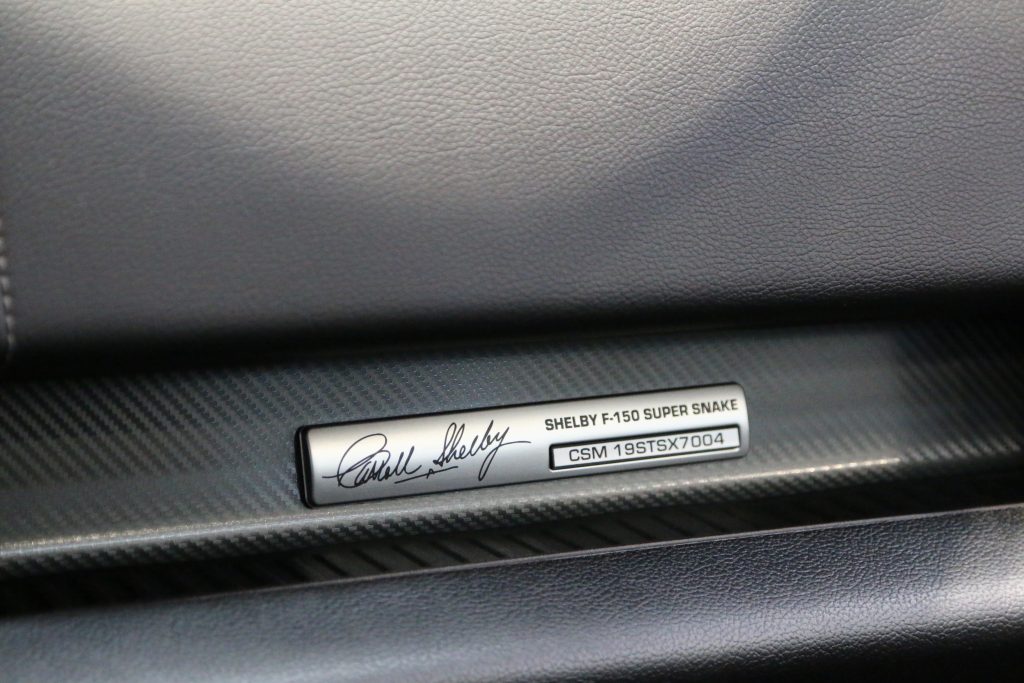 Carroll Shelby
SHELBY F-150 SUPER SNAKE
CSM 19STSX7004